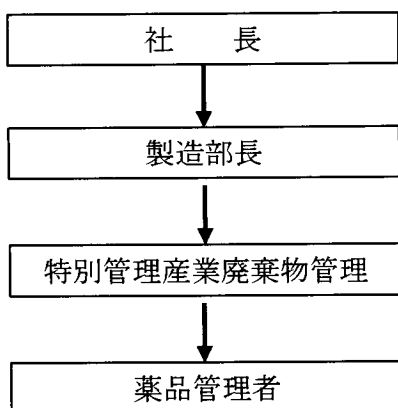 社　　長
製造部長
特別管理産業廃棄物管理
薬品管理者